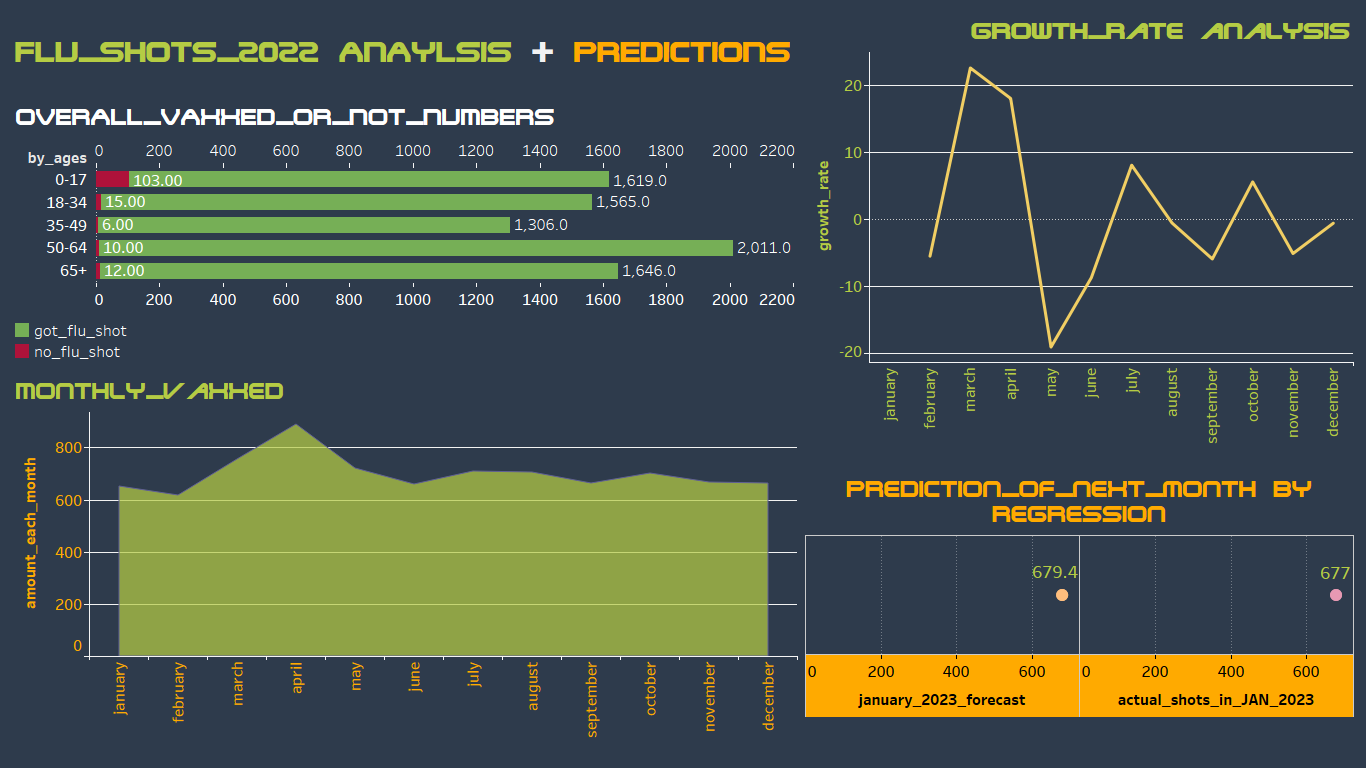 FLU_SHOTS_2022 ANAYLSIS + PREDICTIONS
OVERALL_VAXXED_OR_NOT_NUMBERS
by_ages
0 200 400 600 800 1000 1200 1400 1600 1800 2000 2200
0-17 103.00 1,619.0
18-34 15.00 1,565.0
35-49 6.00 1,306.0
50-64 10.00 2,011.0
65+ 12.00 1,646.0
0 200 400 600 800 1000 1200 1400 1600 1800 2000 2200
got_flu_shot
no_flu_shot
MONTHLY_VAXXED
amount_each_month
800
600
400
200
0
january february march april may june july august september october november december
GROWTH_RATE ANALYSIS
growth_rate
20
10
0
-10
-20
january february march april may june july august september october november december
PREDICTION_OF_NEXT_MONTH BY
REGRESSION
679.4 677
0 200 400 600 0 200 400 600
january_2023_forecast actual_shots_in_JAN_2023